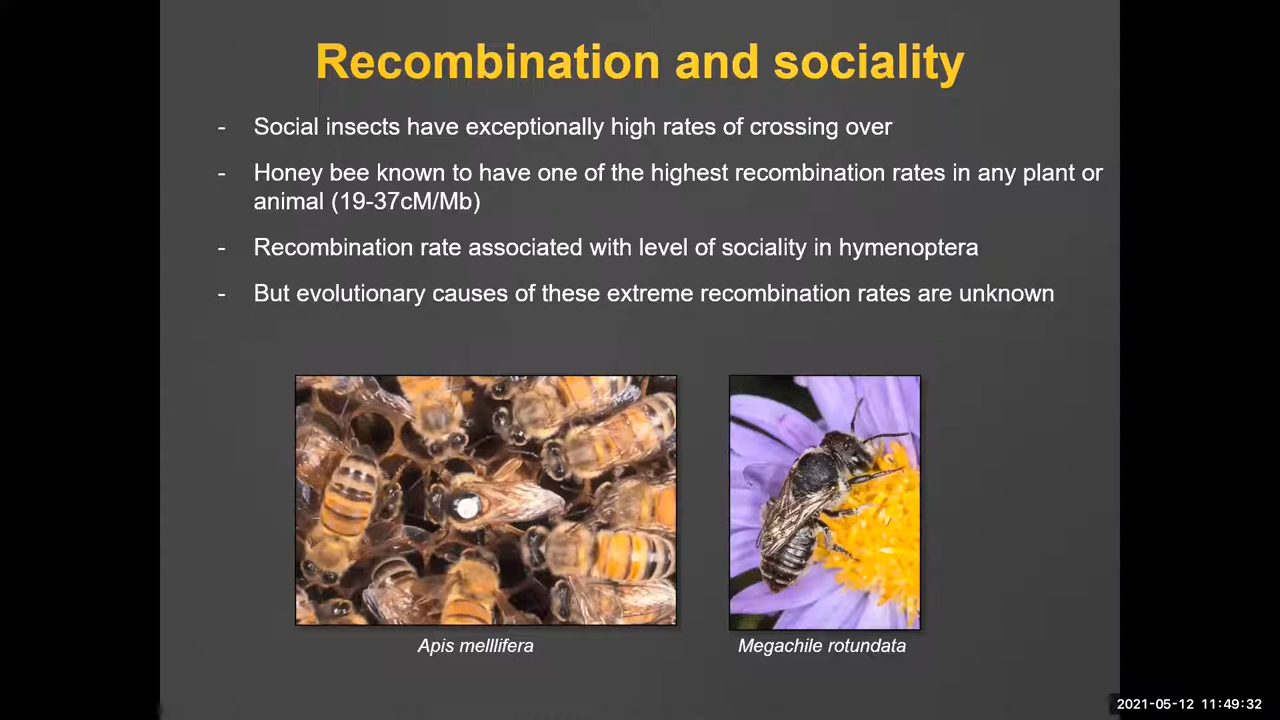 Recombination and sociality
- Social insects have exceptionally high rates of crossing over
- Honey bee known to have one of the highest recombination rates in any plant or
animal (19-37cM/Mb)
- Recombination rate associated with level of sociality in hymenoptera
- But evolutionary causes of these extreme recombination rates are unknown
Apis melllifera
Megachile rotundata
2021-05-12 11:49:32